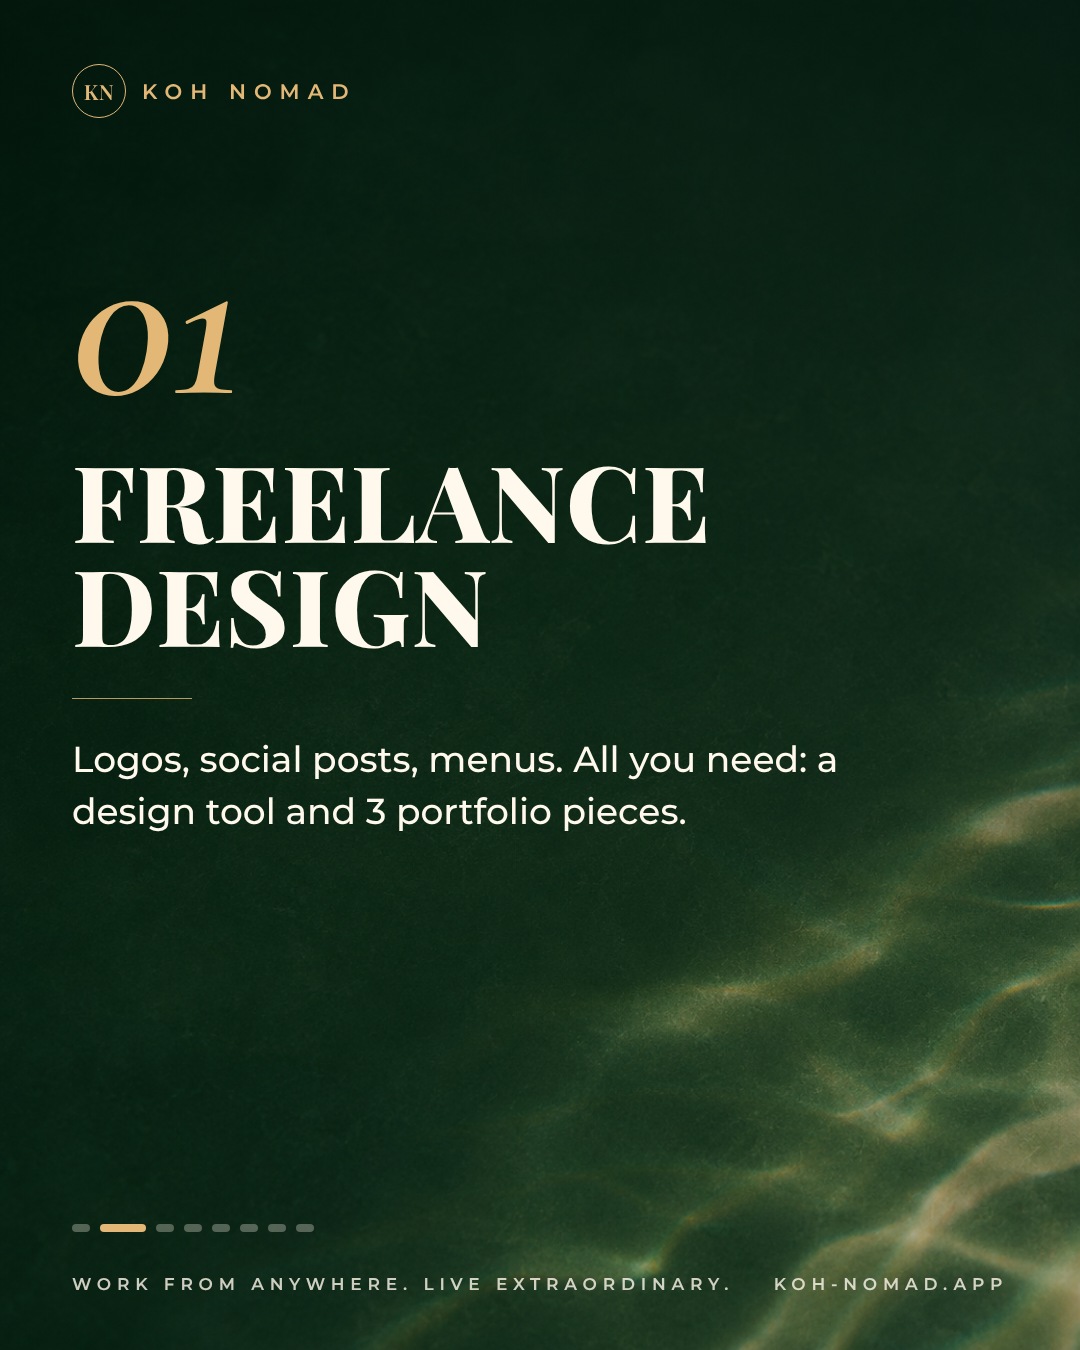 KN KOH NOMAD
01
FREELANCE
DESIGN
Logos, social posts, menus. All you need: a
design tool and 3 portfolio pieces.
WORK FROM ANYWHERE. LIVE EXTRAORDINARY. KOH-NOMAD.APP